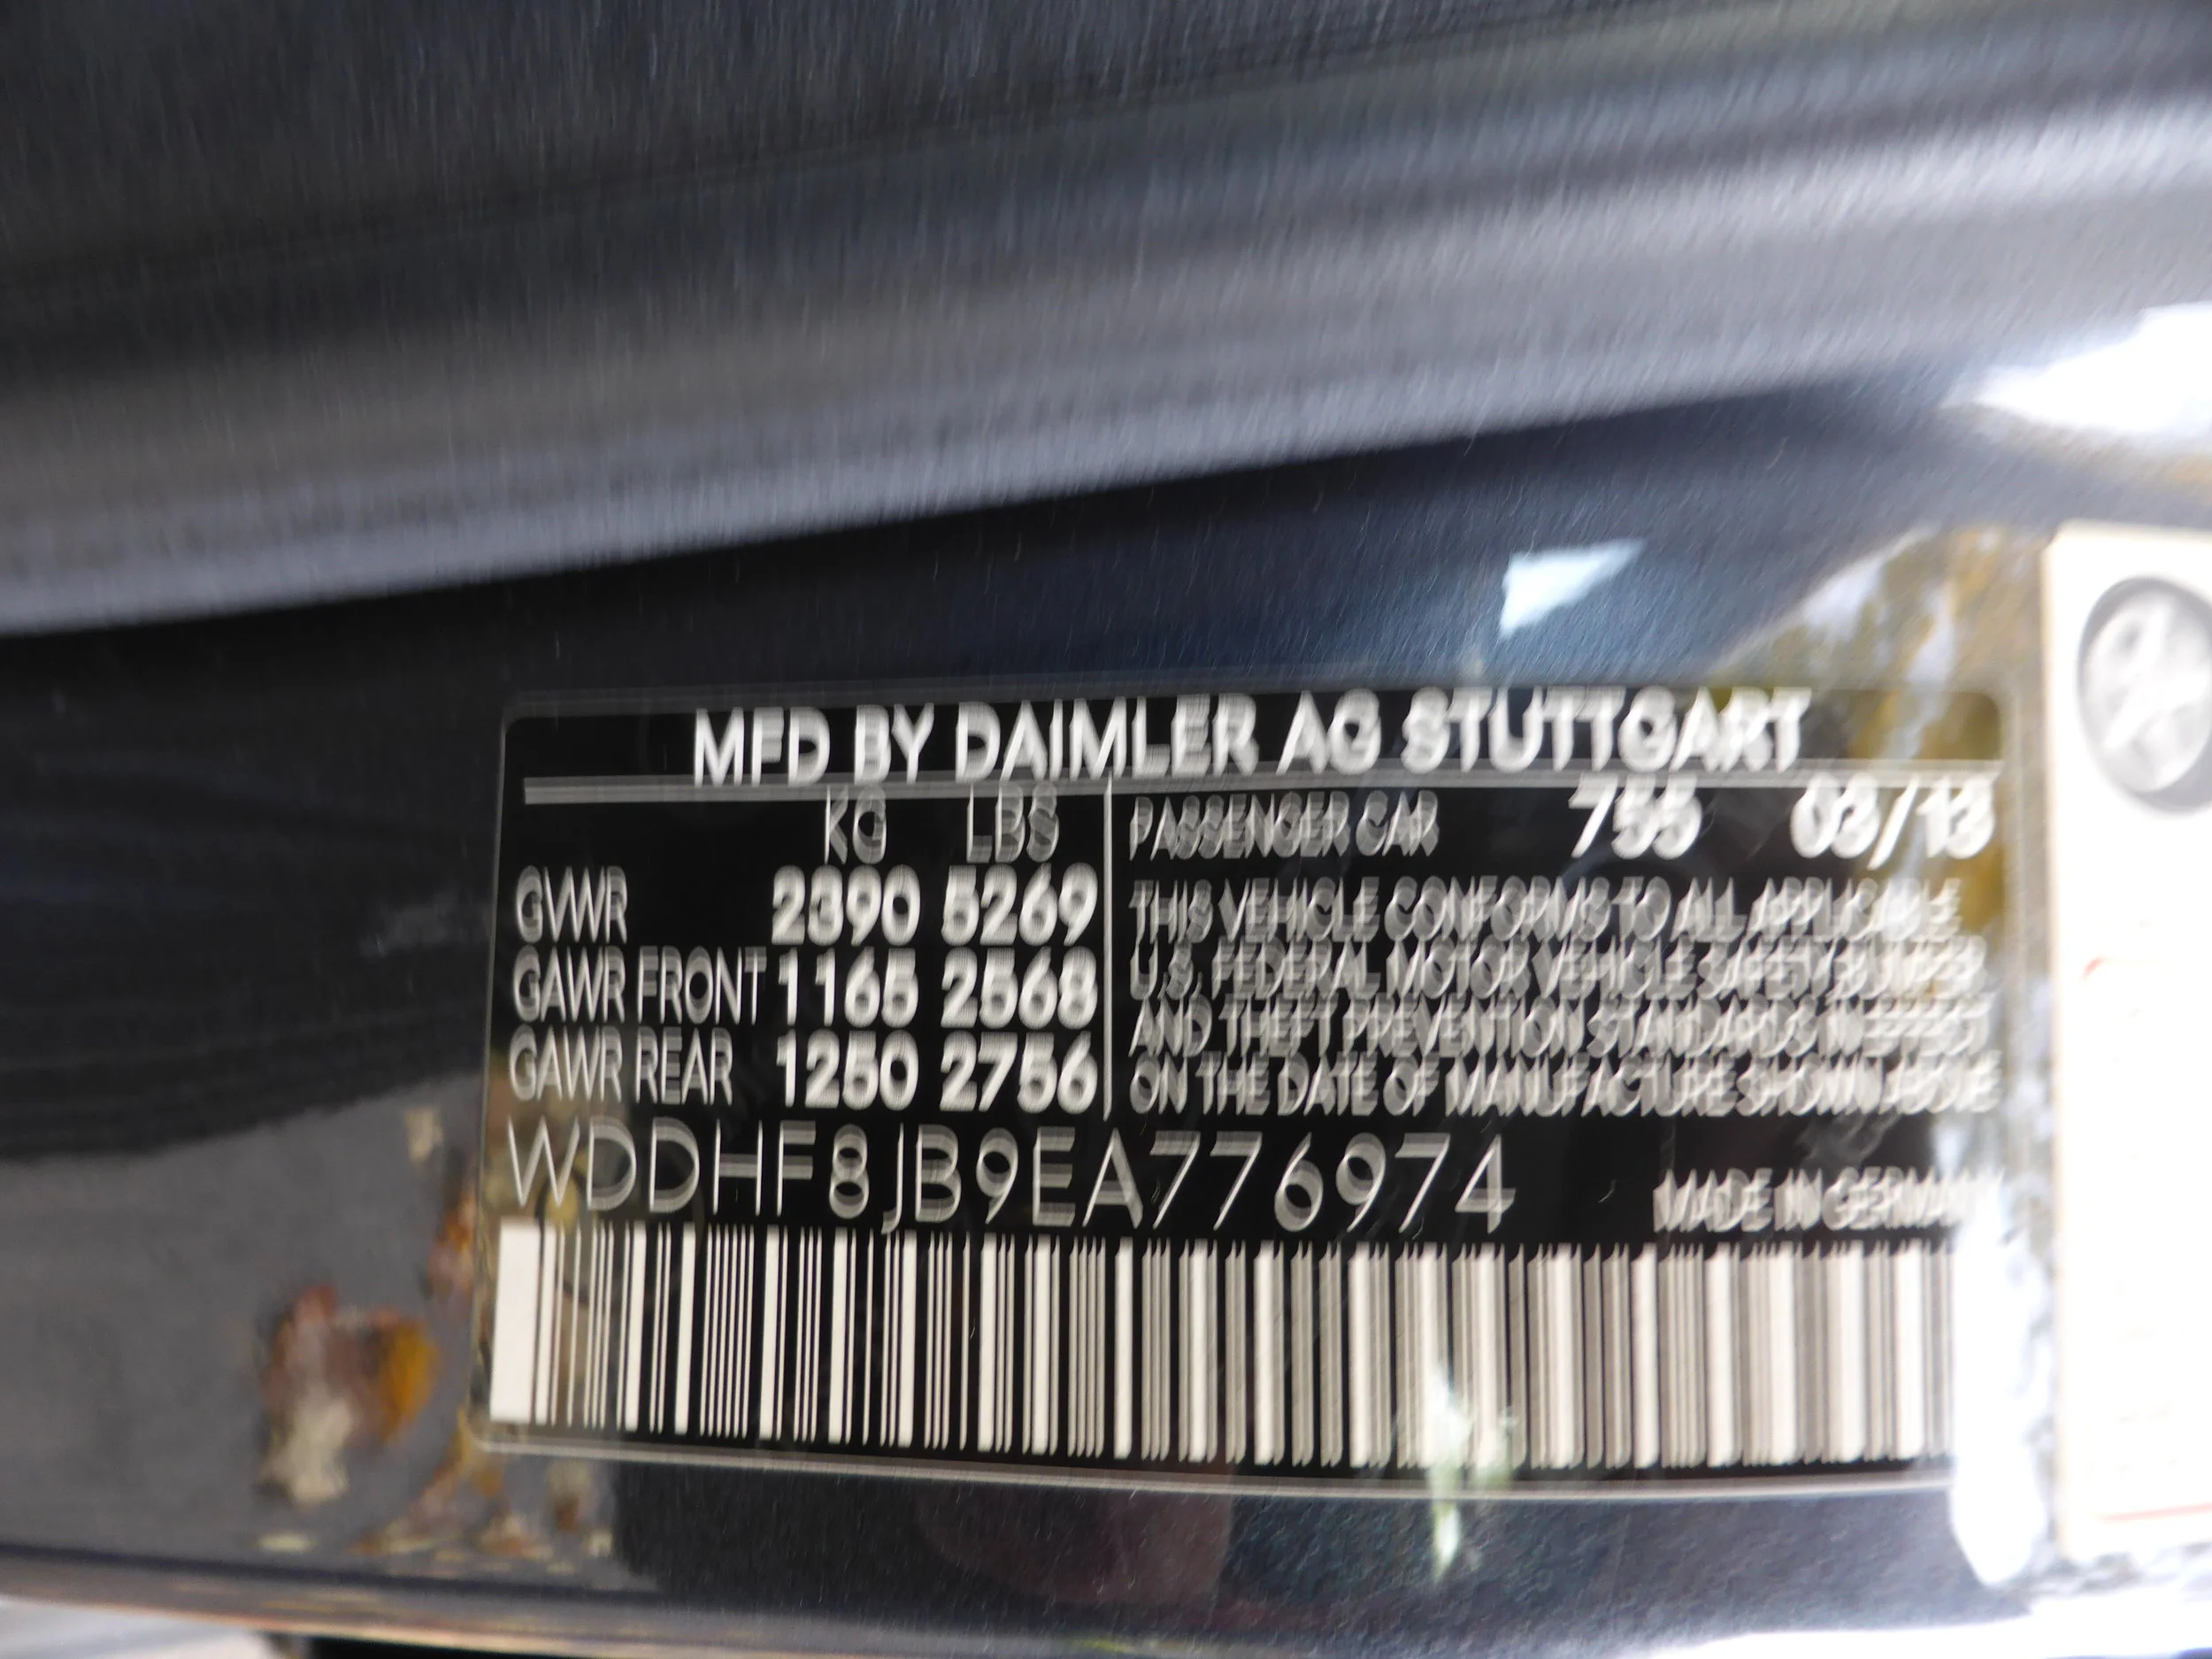 MFD BY DAIMLER AG STUTTGART
KG LBS
GVWR 2390 5269
GAWR FRONT 1165 2568
GAWR REAR 1250 2756
PASSENGER CAR 755 03/13
THIS VEHICLE CONFORMS TO ALL APPLICABLE
U.S. FEDERAL MOTOR VEHICLE SAFETY BUMPER,
AND THEFT PREVENTION STANDARDS IN EFFECT
ON THE DATE OF MANUFACTURE SHOWN ABOVE
WDDHF8JB9EA776974
MADE IN GERMANY